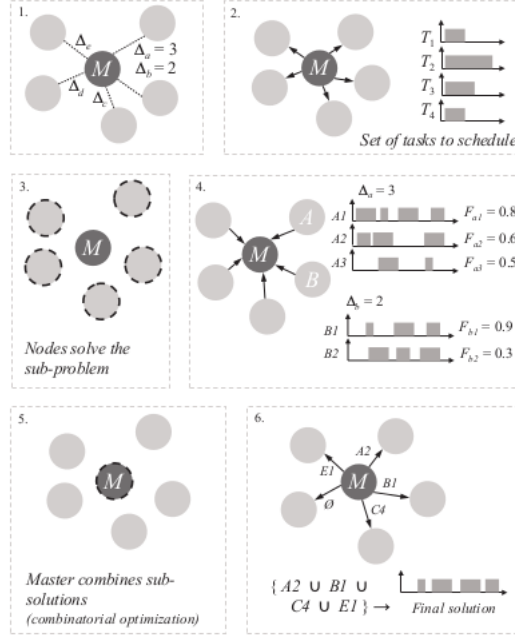 1.
Δe
Δa = 3
Δb = 2
M
Δd
Δc
2.
M
T1
T2
T3
T4
Set of tasks to schedule
3.
M
Nodes solve the
sub-problem
4.
Δa = 3
A
M
B
A1
Fa1 = 0.8
A2
Fa2 = 0.6
A3
Fa3 = 0.5
Δb = 2
B1
Fb1 = 0.9
B2
Fb2 = 0.3
5.
M
Master combines sub-
solutions
(combinatorial optimization)
6.
A2
E1
M
B1
Ø
C4
{ A2 ∪ B1 ∪
C4 ∪ E1 } →
Final solution